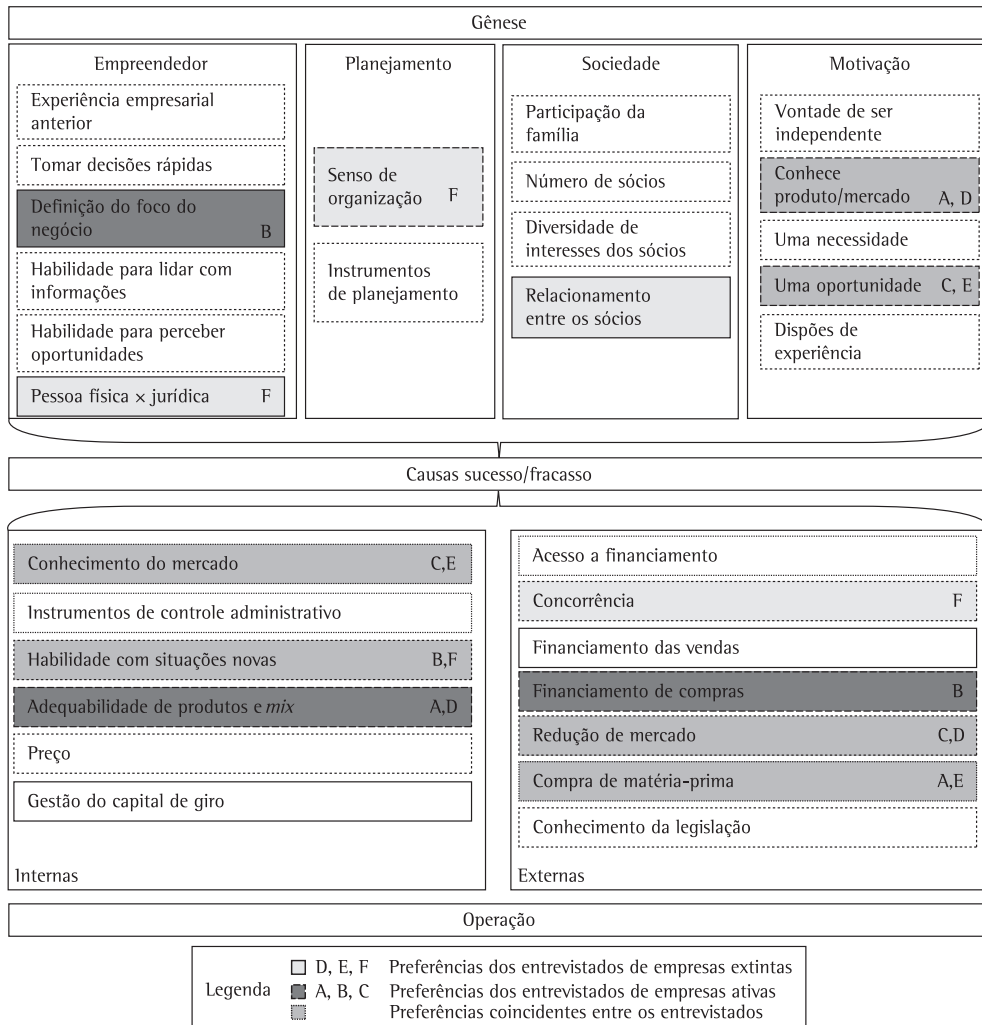 Gênese
Empreendedor
Experiência empresarial
anterior
Tomar decisões rápidas
Definição do foco do
negócio B
Habilidade para lidar com
informações
Habilidade para perceber
oportunidades
Pessoa física × jurídica F
Planejamento
Senso de
organização F
Instrumentos
de planejamento
Sociedade
Participação da
família
Número de sócios
Diversidade de
interesses dos sócios
Relacionamento
entre os sócios
Motivação
Vontade de ser
independente
Conhece
produto/mercado A, D
Uma necessidade
Uma oportunidade C, E
Dispões de
experiência
Causas sucesso/fracasso
Conhecimento do mercado C,E
Instrumentos de controle administrativo
Habilidade com situações novas B,F
Adequabilidade de produtos e mix A,D
Preço
Gestão do capital de giro
Internas
Acesso a financiamento
Concorrência F
Financiamento das vendas
Financiamento de compras B
Redução de mercado C,D
Compra de matéria-prima A,E
Conhecimento da legislação
Externas
Operação
Legenda
D, E, F Preferências dos entrevistados de empresas extintas
A, B, C Preferências dos entrevistados de empresas ativas
Preferências coincidentes entre os entrevistados